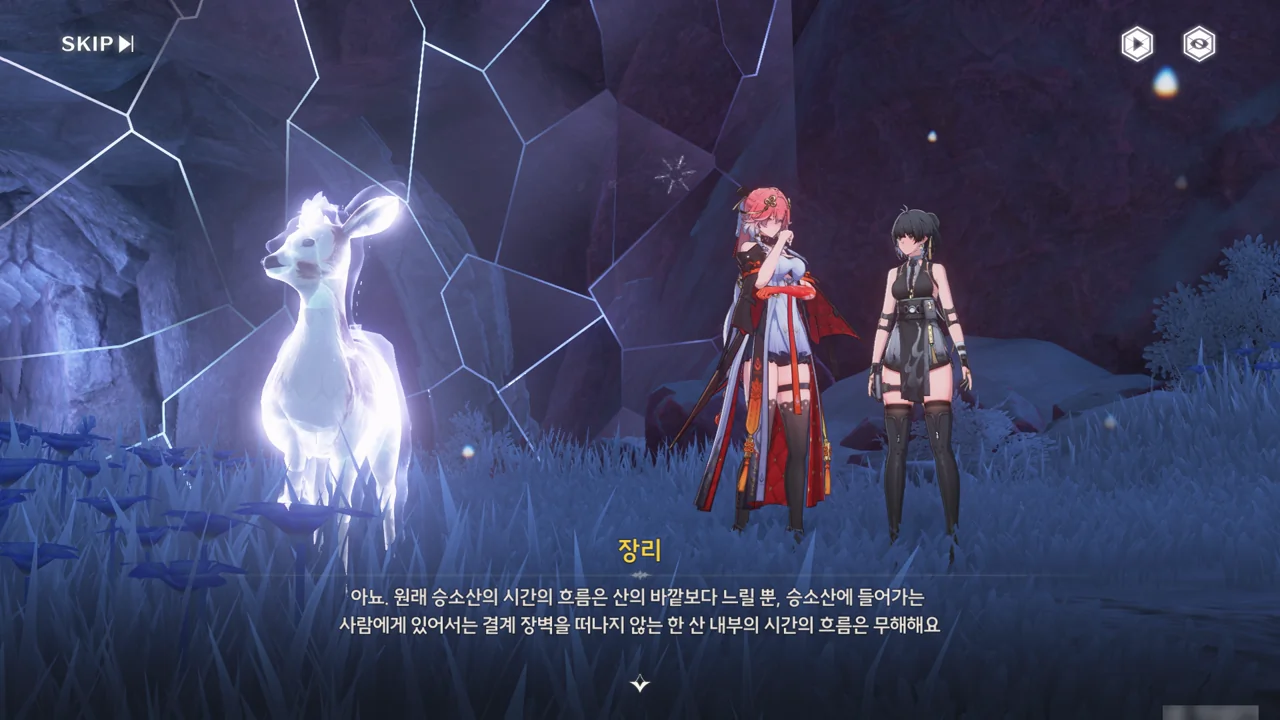 SKIP
장리
아뇨. 원래 승소산의 시간의 흐름은 산의 바깥보다 느릴 뿐, 승소산에 들어가는
사람에게 있어서는 결계 장벽을 떠나지 않는 한 산 내부의 시간의 흐름은 무해해요